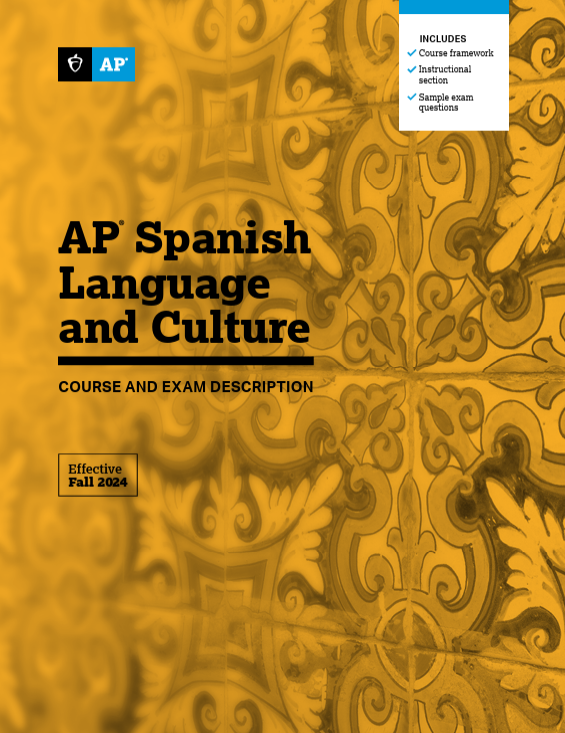 AP®
INCLUDES
Course framework
Instructional
section
Sample exam
questions
AP® Spanish
Language
and Culture
COURSE AND EXAM DESCRIPTION
Effective
Fall 2024